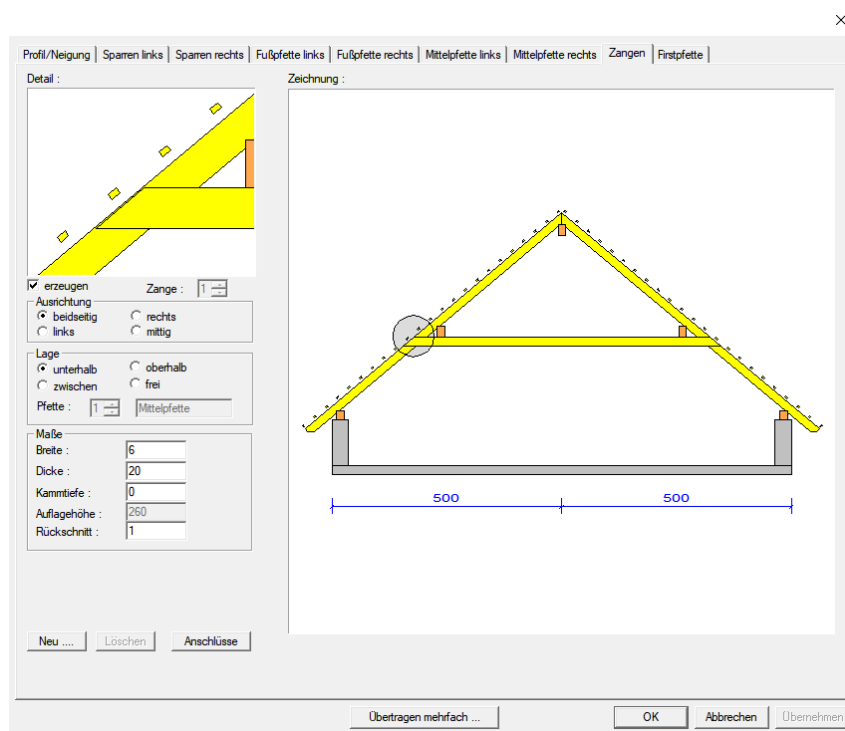 Profil/Neigung Sparren links Sparren rechts Fußpfette links Fußpfette rechts Mittelpfette links Mittelpfette rechts Zangen Firstpfette
Detail :
Zeichnung :
erzeugen Zange : 1
Ausrichtung
beidseitig rechts
links mittig
Lage
unterhalb oberhalb
zwischen frei
Pfette : 1 Mittelpfette
Maße
Breite : 6
Dicke : 20
Kammtiefe : 0
Auflagehöhe : 260
Rückschnitt : 1
500 500
Neu .... Löschen Anschlüsse
Übertragen mehrfach ... OK Abbrechen Übernehmen